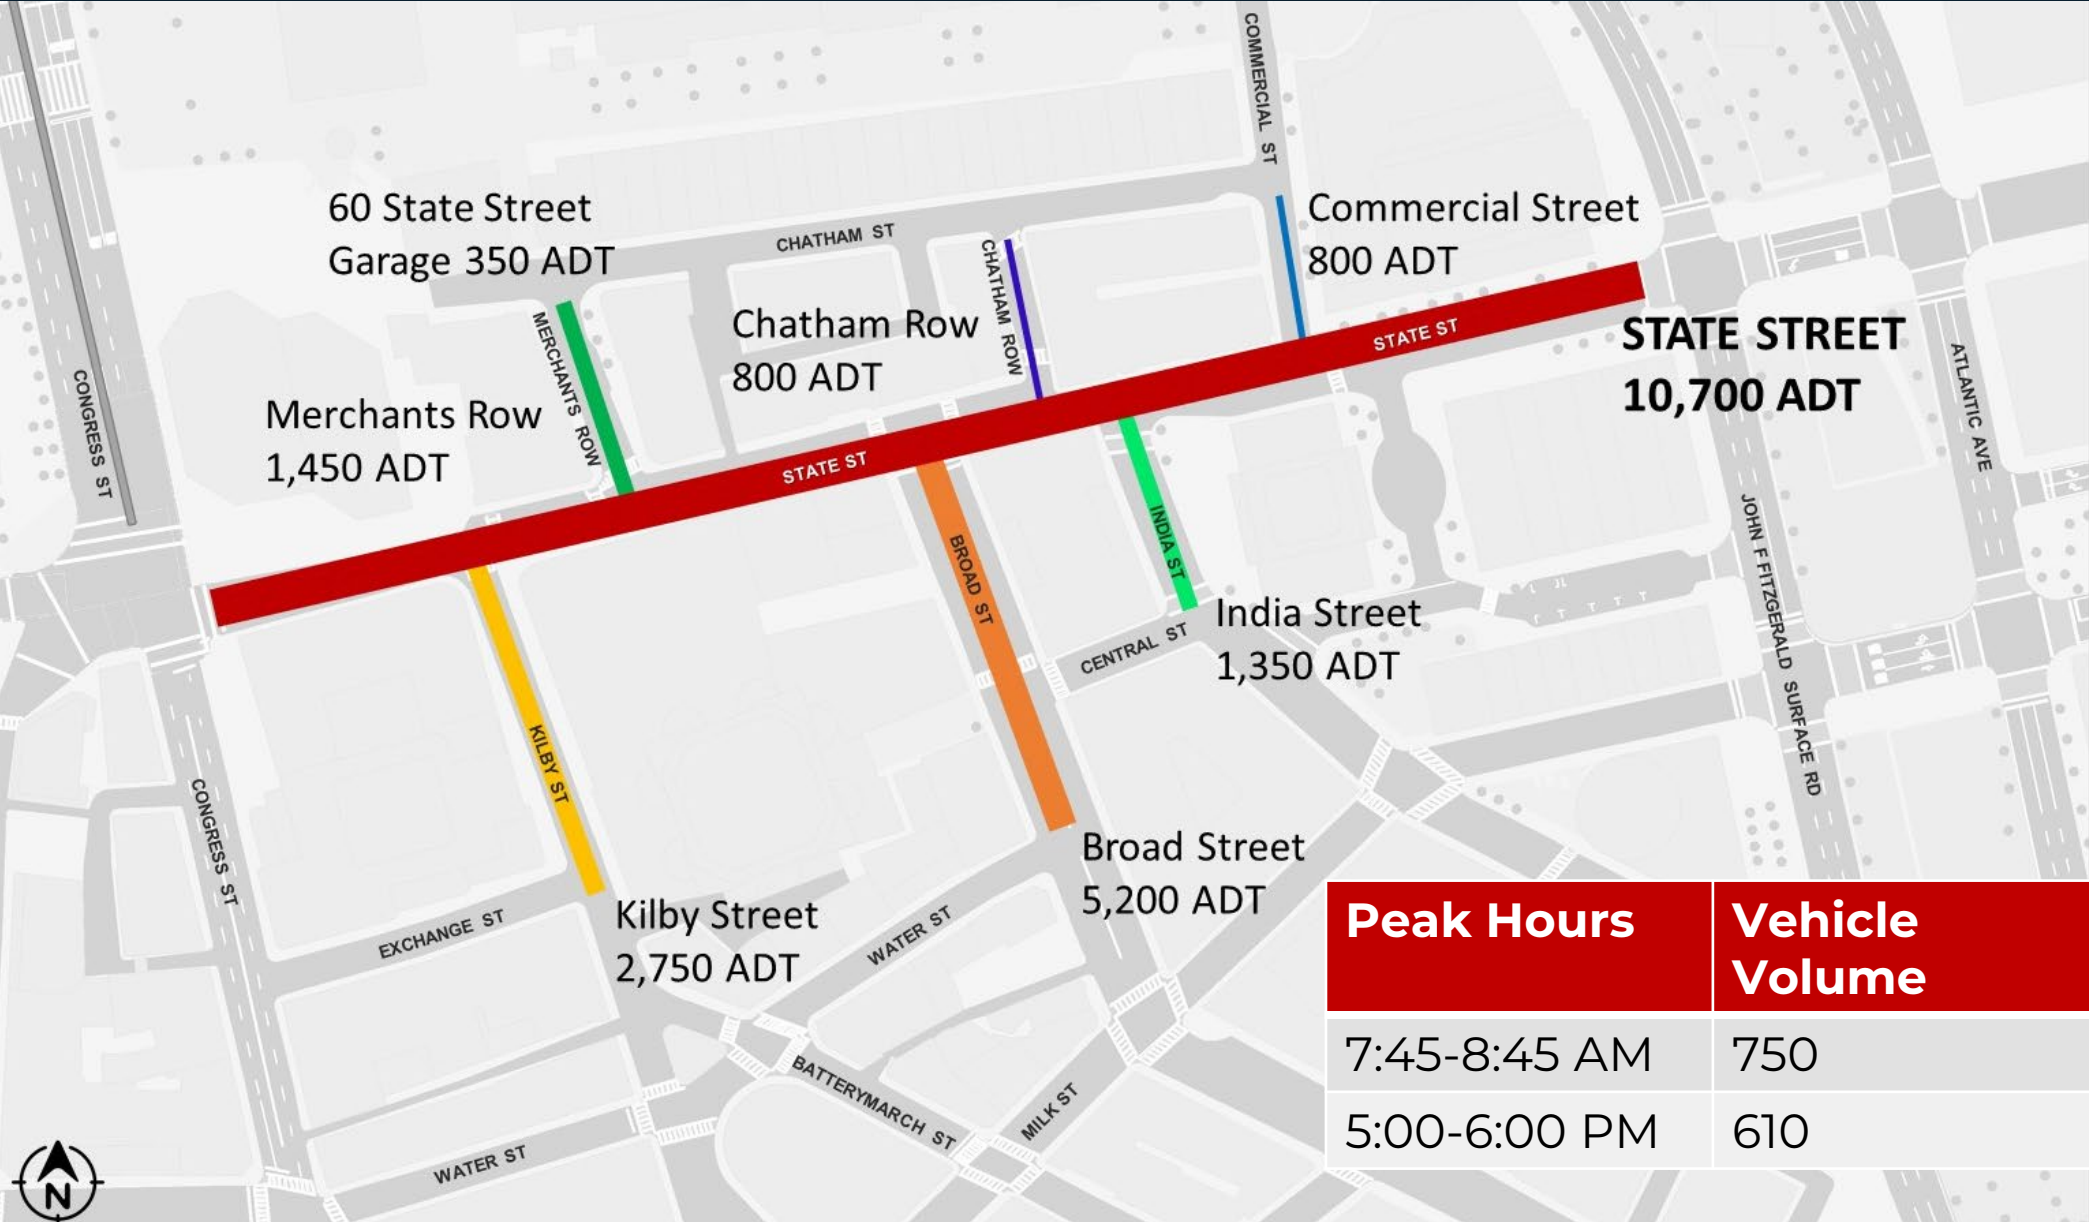 COMMERCIAL ST
60 State Street
Garage 350 ADT
CHATHAM ST
Commercial Street
800 ADT
CHATHAM ROW
Chatham Row
800 ADT
MERCHANTS ROW
Merchants Row
1,450 ADT
CONGRESS ST
STATE ST
STATE ST
STATE STREET
10,700 ADT
ATLANTIC AVE
JOHN F FITZGERALD SURFACE RD
BROAD ST
INDIA ST
India Street
1,350 ADT
CENTRAL ST
KILBY ST
CONGRESS ST
Broad Street
5,200 ADT
EXCHANGE ST
Kilby Street
2,750 ADT
WATER ST
BATTERYMARCH ST
MILK ST
WATER ST
N
Peak Hours
Vehicle
Volume
7:45-8:45 AM
750
5:00-6:00 PM
610